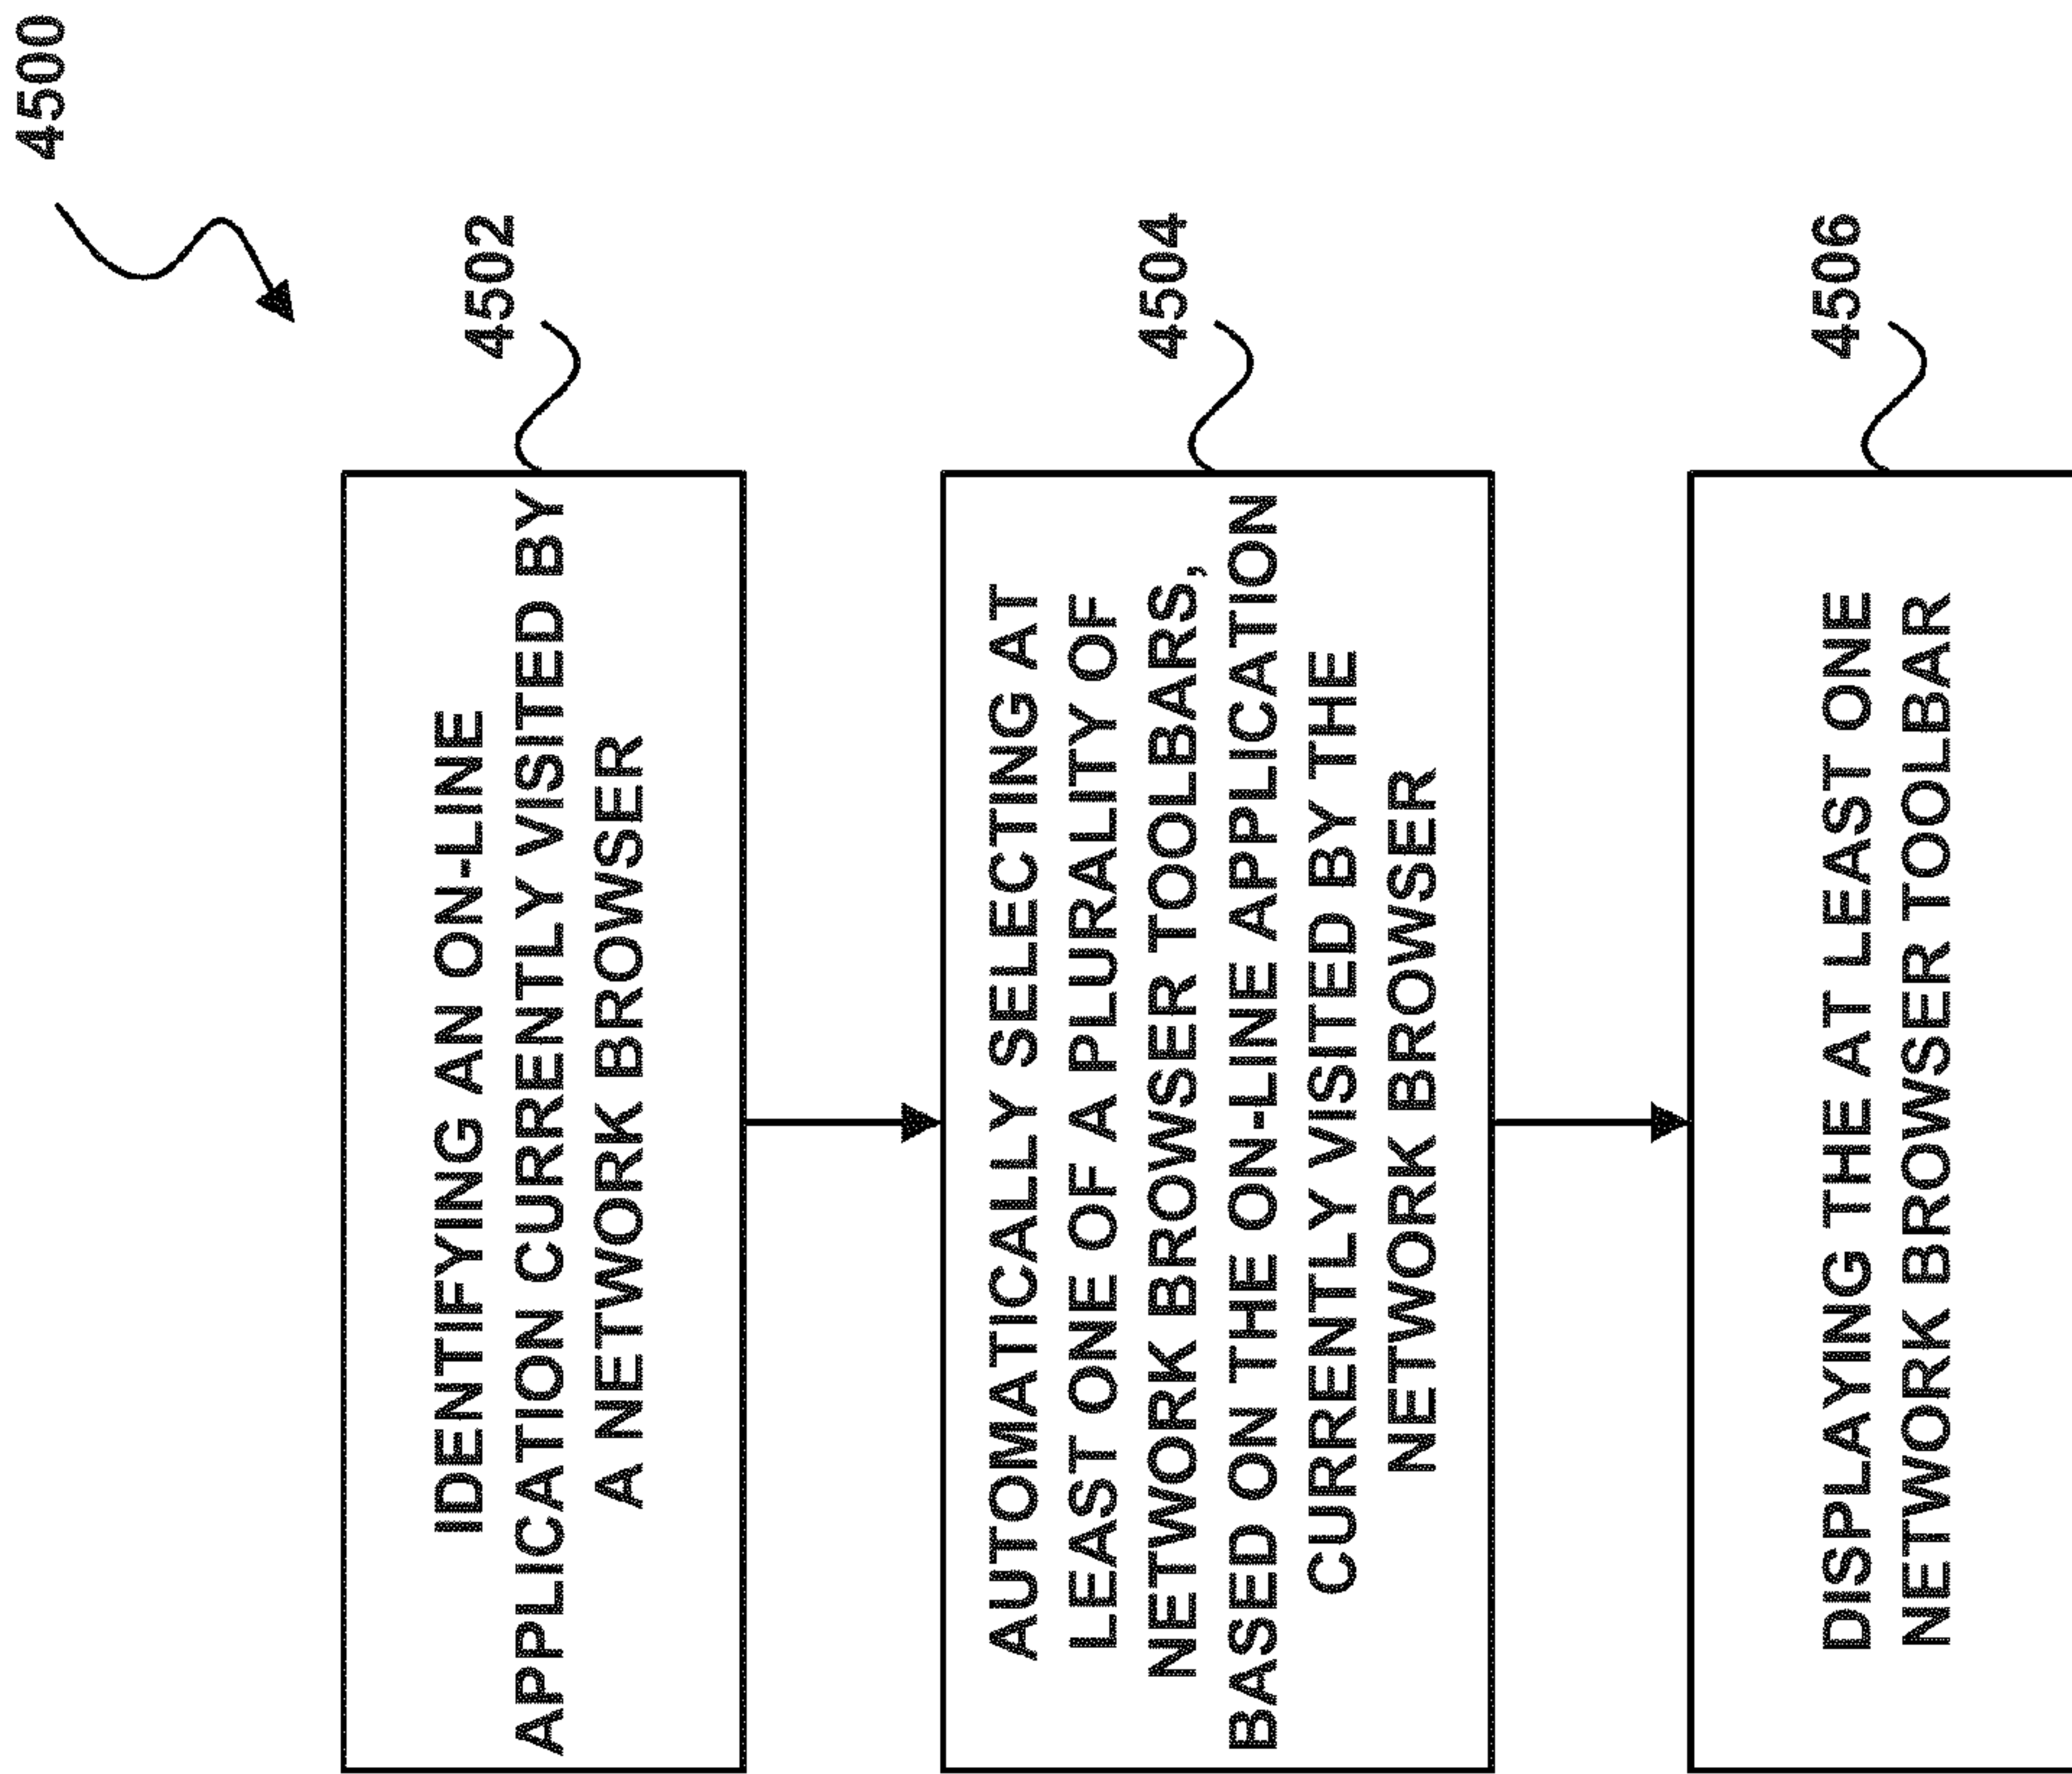 4500
4502
IDENTIFYING AN ON-LINE
APPLICATION CURRENTLY VISITED BY
A NETWORK BROWSER
4504
AUTOMATICALLY SELECTING AT
LEAST ONE OF A PLURALITY OF
NETWORK BROWSER TOOLBARS,
BASED ON THE ON-LINE APPLICATION
CURRENTLY VISITED BY THE
NETWORK BROWSER
4506
DISPLAYING THE AT LEAST ONE
NETWORK BROWSER TOOLBAR